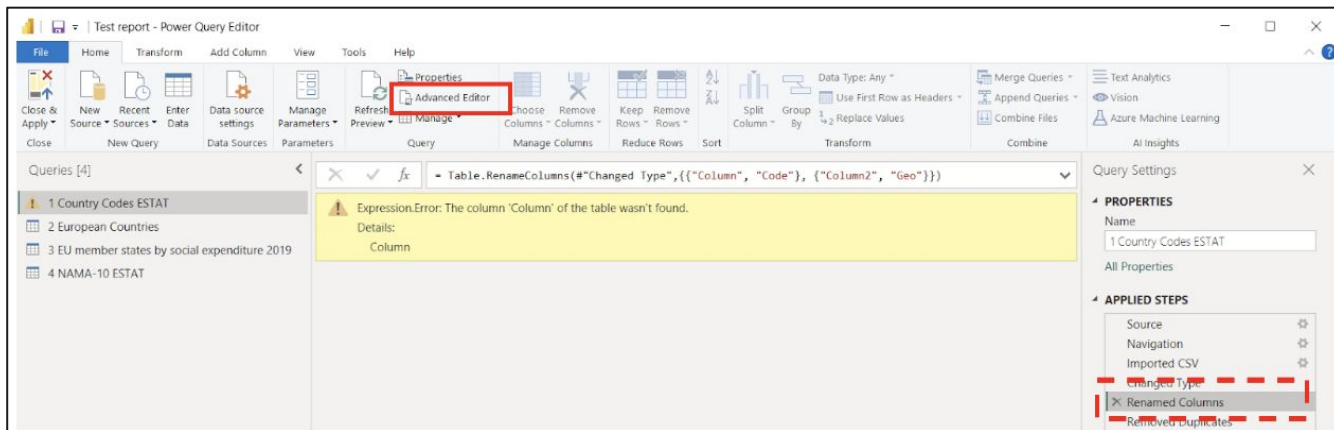 Test report - Power Query Editor
File Home Transform Add Column View Tools Help
Close & Apply
New Source
Recent Sources
Enter Data
Data source settings
Manage Parameters
Refresh Preview
Properties
Advanced Editor
Manage
Choose Columns
Remove Columns
Keep Rows
Remove Rows
Split Column
Group By
Data Type: Any
Use First Row as Headers
Replace Values
Merge Queries
Append Queries
Combine Files
Text Analytics
Vision
Azure Machine Learning
Close New Query Data Sources Parameters Query Manage Columns Reduce Rows Sort Transform Combine AI Insights
Queries [4]
1 Country Codes ESTAT
2 European Countries
3 EU member states by social expenditure 2019
4 NAMA-10 ESTAT
fx = Table.RenameColumns(#"Changed Type",{{"Column", "Code"}, {"Column2", "Geo"}})
Expression.Error: The column 'Column' of the table wasn't found.
Details:
Column
Query Settings
PROPERTIES
Name
1 Country Codes ESTAT
All Properties
APPLIED STEPS
Source
Navigation
Imported CSV
Changed Type
Renamed Columns
Removed Duplicates